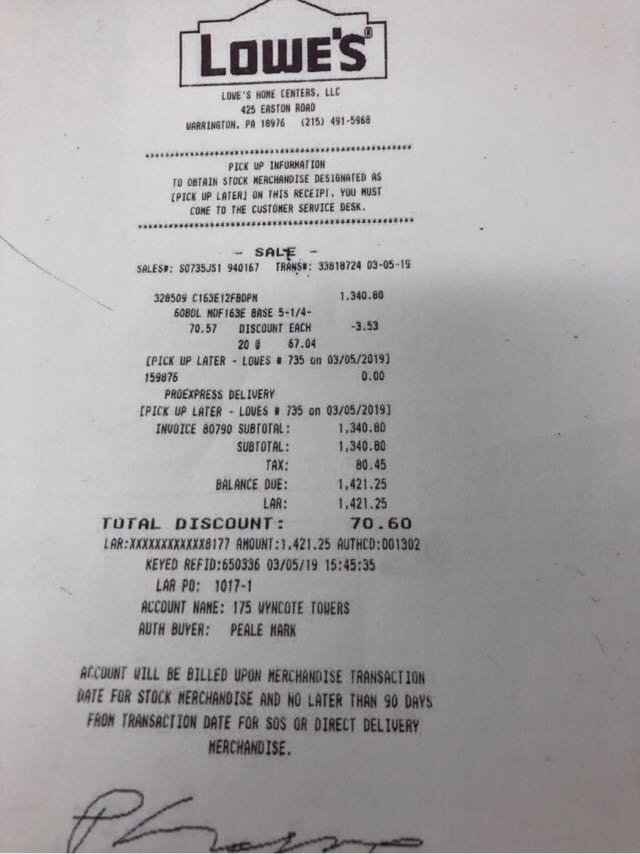 LOWE'S®
LOWE'S HOME CENTERS, LLC
425 EASTON ROAD
WARRINGTON, PA 18976 (215) 491-5968
****************************************************
PICK UP INFORMATION
TO OBTAIN STOCK MERCHANDISE DESIGNATED AS
[PICK UP LATER] ON THIS RECEIPT, YOU MUST
COME TO THE CUSTOMER SERVICE DESK.
****************************************************
- SALE -
SALES#: S0735JS1 940167 TRANS#: 33818724 03-05-19
328509 C163E12FBDPM 1,340.80
60BDL MDF163E BASE 5-1/4-
70.57 DISCOUNT EACH -3.53
20 @ 67.04
[PICK UP LATER - LOWES # 735 on 03/05/2019]
159876 0.00
PROEXPRESS DELIVERY
[PICK UP LATER - LOWES # 735 on 03/05/2019]
INVOICE 80790 SUBTOTAL: 1,340.80
SUBTOTAL: 1,340.80
TAX: 80.45
BALANCE DUE: 1,421.25
LAR: 1,421.25
TOTAL DISCOUNT: 70.60
LAR:XXXXXXXXXXXX8177 AMOUNT:1,421.25 AUTHCD:001302
KEYED REFID:650336 03/05/19 15:45:35
LAR PO: 1017-1
ACCOUNT NAME: 175 WYNCOTE TOWERS
AUTH BUYER: PEALE MARK
ACCOUNT WILL BE BILLED UPON MERCHANDISE TRANSACTION
DATE FOR STOCK MERCHANDISE AND NO LATER THAN 90 DAYS
FROM TRANSACTION DATE FOR SOS OR DIRECT DELIVERY
MERCHANDISE.